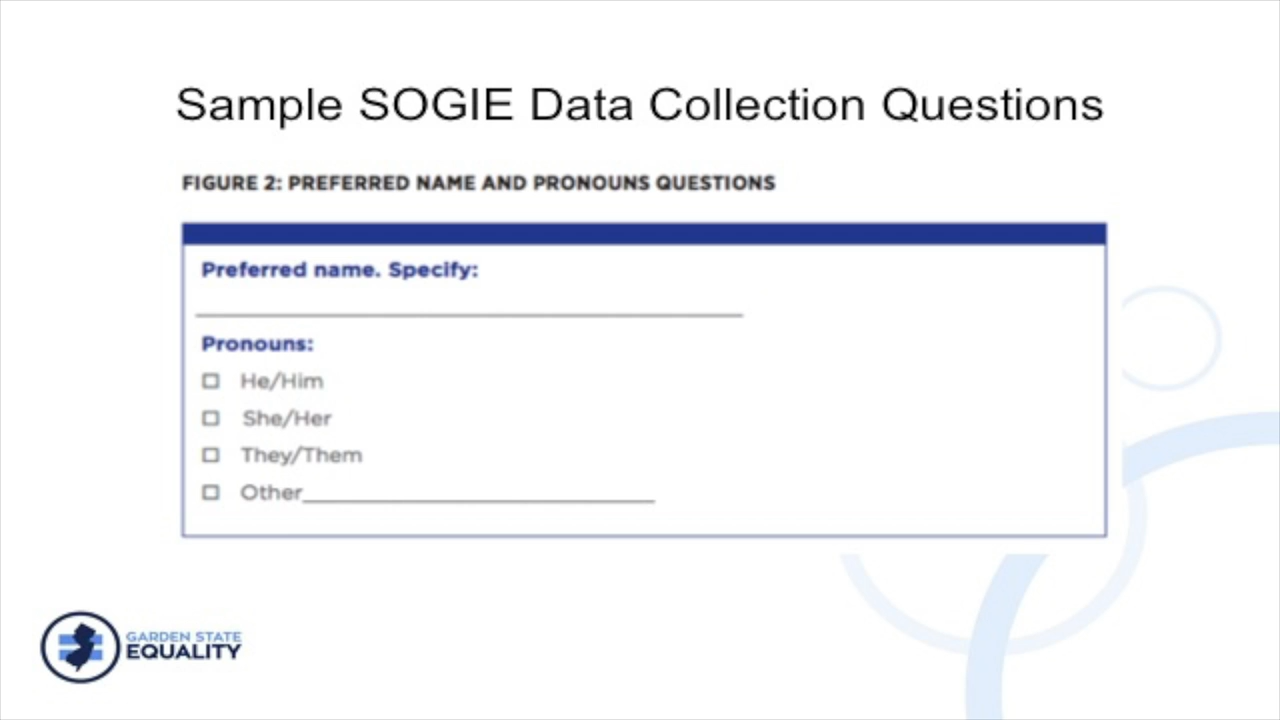 Sample SOGIE Data Collection Questions
FIGURE 2: PREFERRED NAME AND PRONOUNS QUESTIONS
Preferred name. Specify:
Pronouns:
He/Him
She/Her
They/Them
Other
GARDEN STATE
EQUALITY